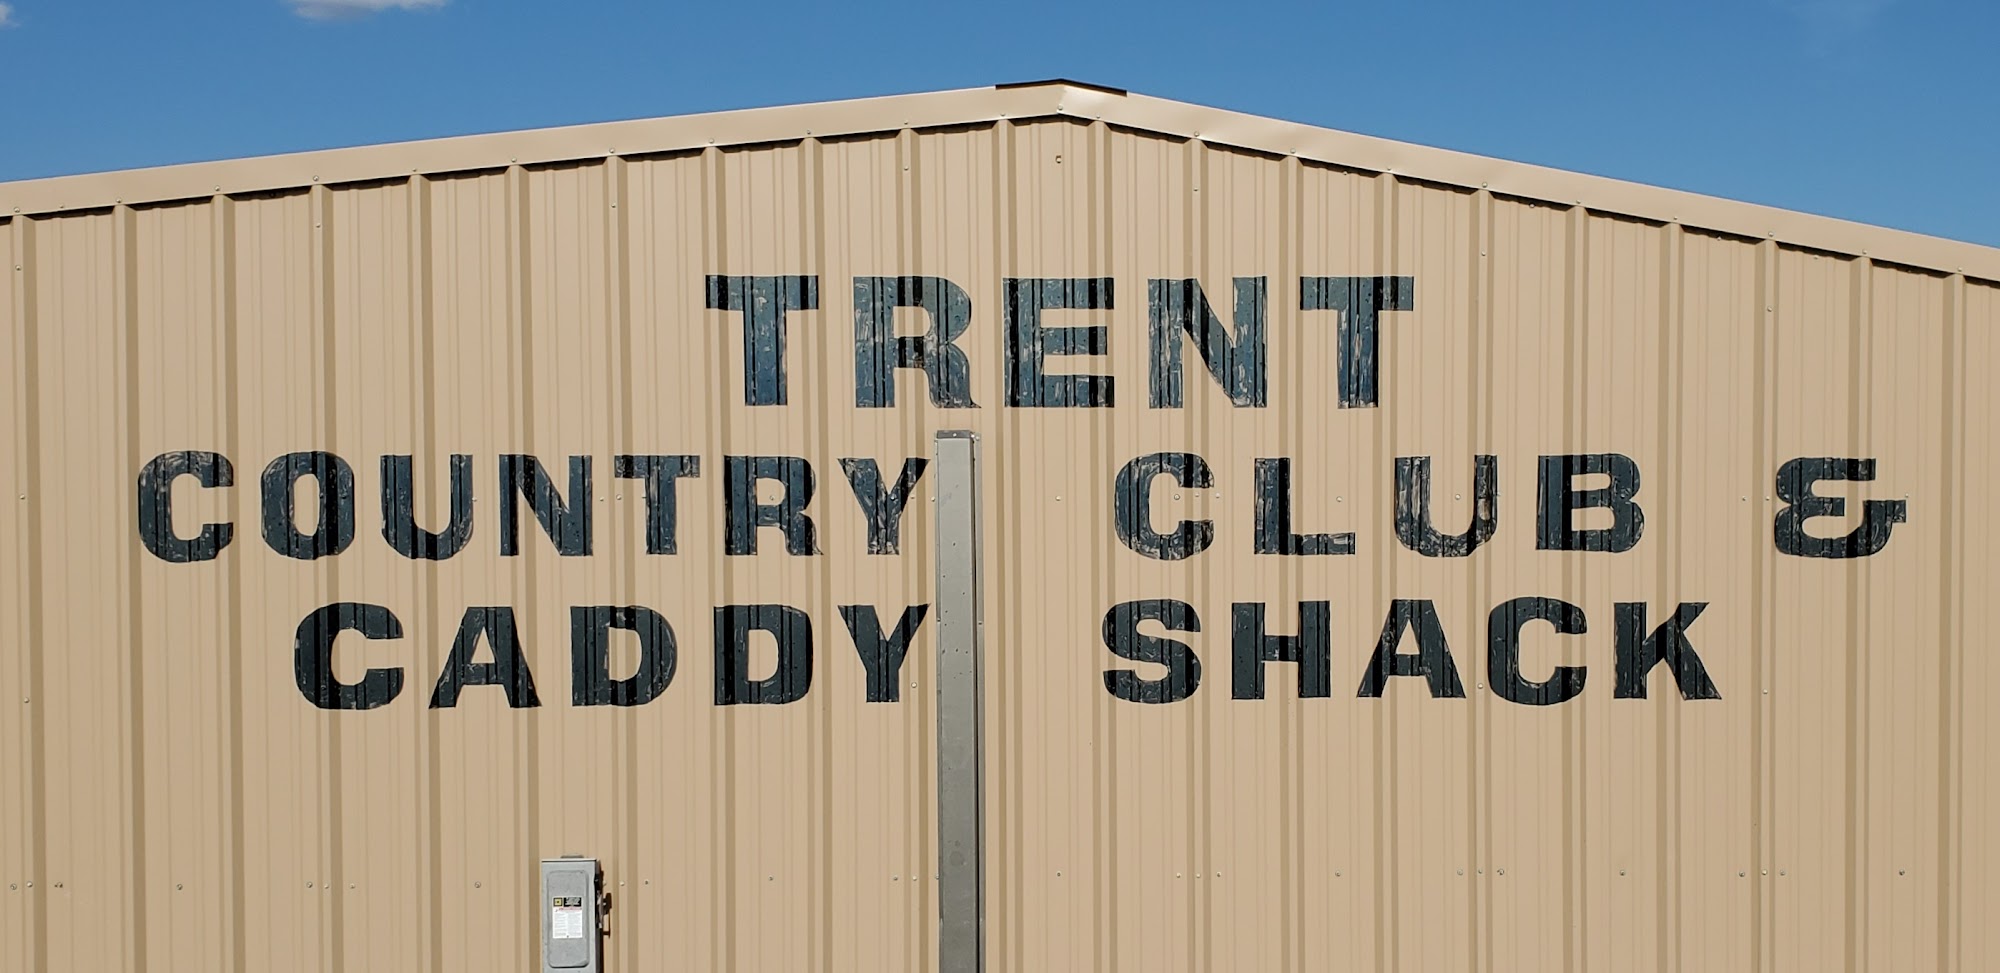 TRENT
COUNTRY CLUB &
CADDY SHACK